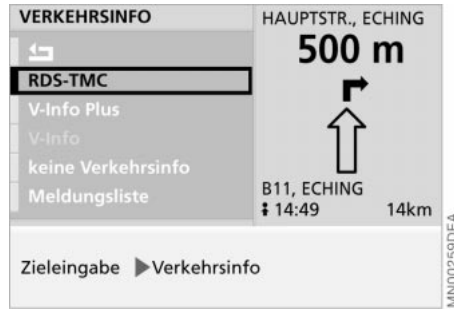 VERKEHRSINFO
RDS-TMC
V-Info Plus
V-Info
keine Verkehrsinfo
Meldungsliste
HAUPTSTR., ECHING
500 m
B11, ECHING
14:49 14km
Zieleingabe ▶Verkehrsinfo
MN00259DEA